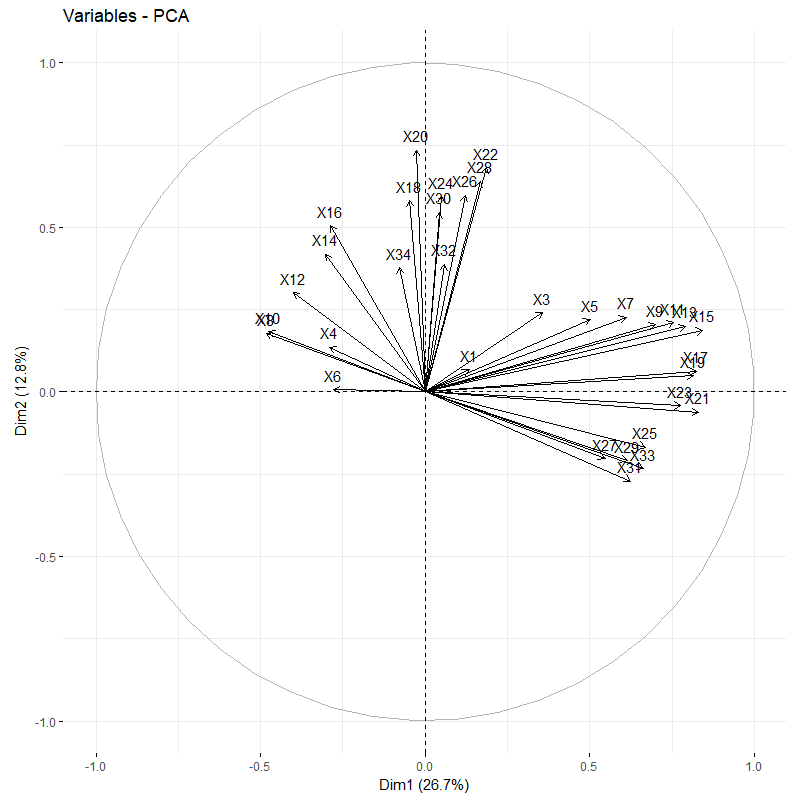 Variables - PCA
1.0
X20
X22
X28
X24
X26
X18
X30
X16
0.5
X14
X32
X34
X12
X3
X5
X7
X9
X11
X13
X15
X10
X4
X1
X17
X19
X6
0.0
X23
X21
X25
X27
X29
X33
X31
-0.5
-1.0
-1.0
-0.5
0.0
0.5
1.0
Dim1 (26.7%)
Dim2 (12.8%)